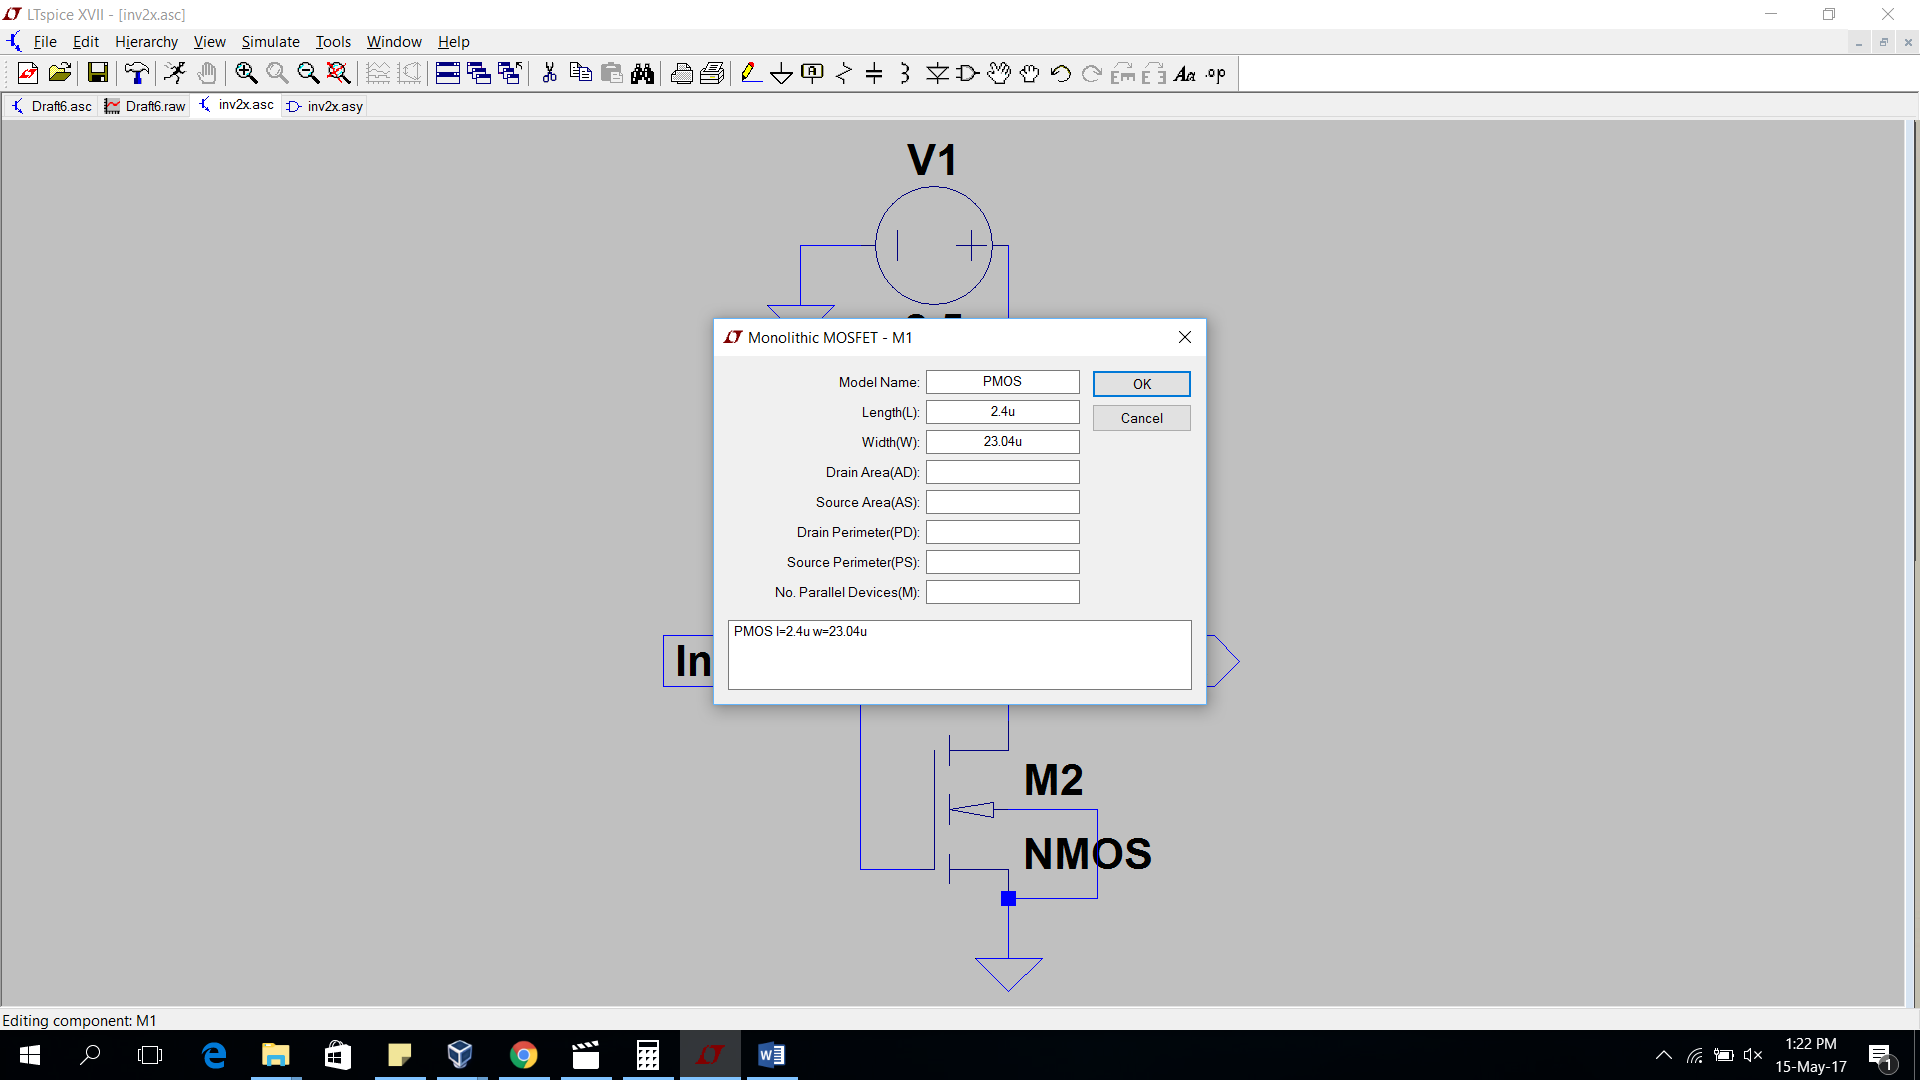 LTspice XVII - [inv2x.asc]
File Edit Hierarchy View Simulate Tools Window Help
Aa .op
Draft6.asc Draft6.raw inv2x.asc inv2x.asy
V1
Monolithic MOSFET - M1
Model Name: PMOS OK
Length(L): 2.4u
Cancel
Width(W): 23.04u
Drain Area(AD):
Source Area(AS):
Drain Perimeter(PD):
Source Perimeter(PS):
No. Parallel Devices(M):
PMOS l=2.4u w=23.04u
In
M2
NMOS
Editing component: M1
1:22 PM
15-May-17
1